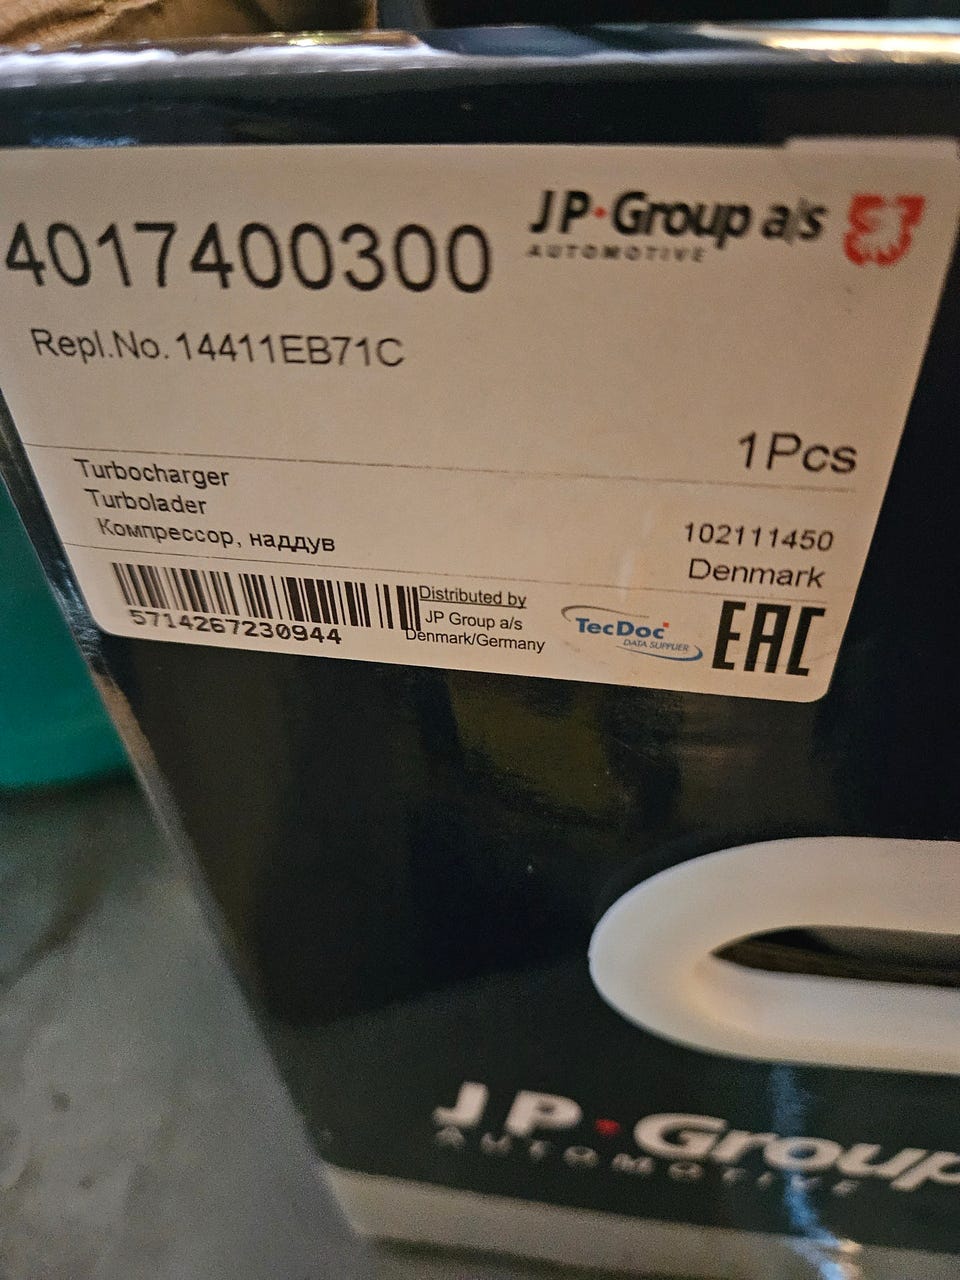 4017400300
JP·Group a/s
AUTOMOTIVE
Repl.No.14411EB71C
1Pcs
Turbocharger
Turbolader
Компрессор, наддув
102111450
Denmark
5714267230944
Distributed by
JP Group a/s
Denmark/Germany
TecDoc
DATA SUPPLIER
EAC
JP·Group
AUTOMOTIVE